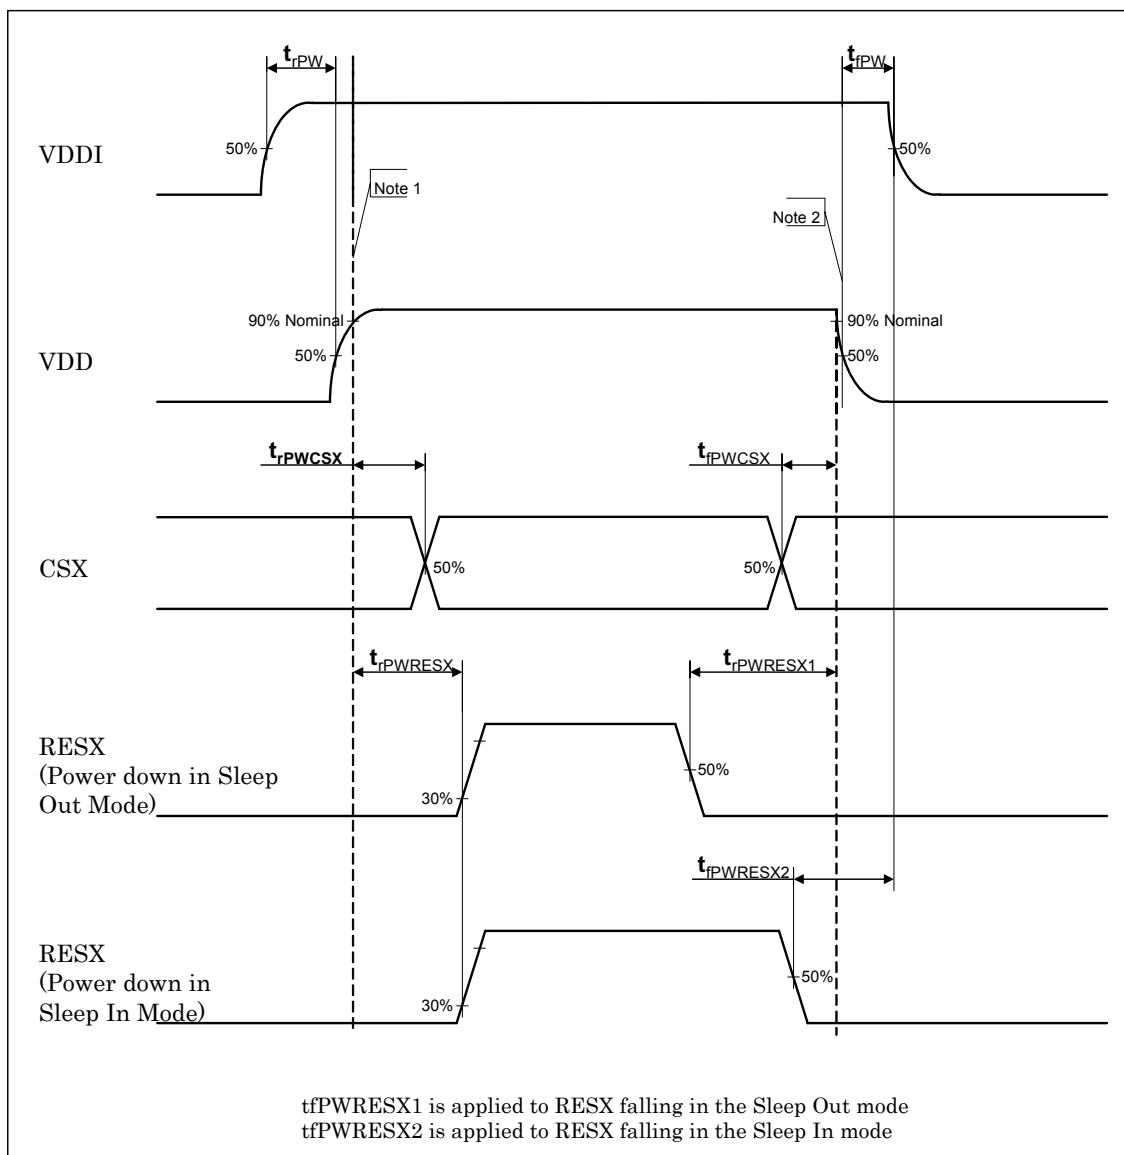 trPW
tfPW
VDDI
50%
50%
Note 1
Note 2
90% Nominal
90% Nominal
VDD
50%
50%
trPWCSX
tfPWCSX
CSX
50%
50%
trPWRESX
trPWRESX1
RESX
(Power down in Sleep
Out Mode)
50%
30%
tfPWRESX2
RESX
(Power down in
Sleep In Mode)
50%
30%
tfPWRESX1 is applied to RESX falling in the Sleep Out mode
tfPWRESX2 is applied to RESX falling in the Sleep In mode